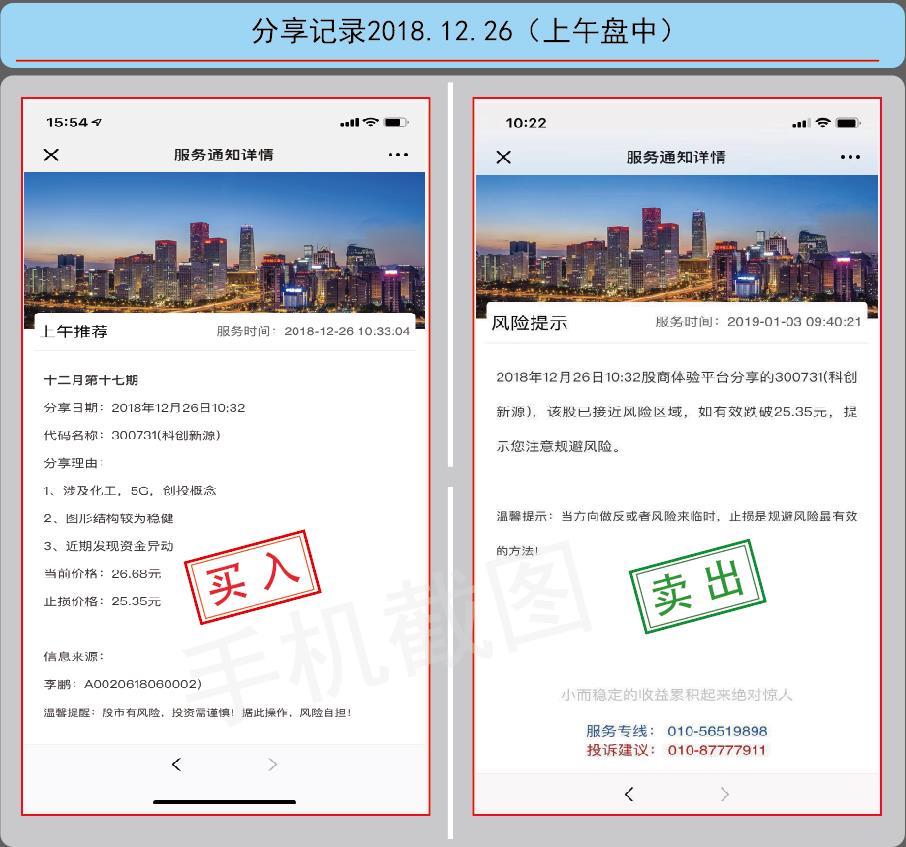 分享记录2018.12.26（上午盘中）
15:54
服务通知详情
上午推荐
服务时间：2018-12-26 10:33:04
十二月第十七期
分享日期：2018年12月26日10:32
代码名称：300731(科创新源)
分享理由：
1、涉及化工，5G，创投概念
2、图形结构较为稳健
3、近期发现资金异动
当前价格：26.68元
止损价格：25.35元
买入
信息来源：
李鹏：A0020618060002)
温馨提醒：股市有风险，投资需谨慎！据此操作，风险自担！
10:22
服务通知详情
风险提示
服务时间：2019-01-03 09:40:21
2018年12月26日10:32股商体验平台分享的300731(科创
新源)，该股已接近风险区域，如有效跌破25.35元，提
示您注意规避风险。
温馨提示：当方向做反或者风险来临时，止损是规避风险最有效
的方法！
卖出
小而稳定的收益累积起来绝对惊人
服务专线：010-56519898
投诉建议：010-87777911
手机截图